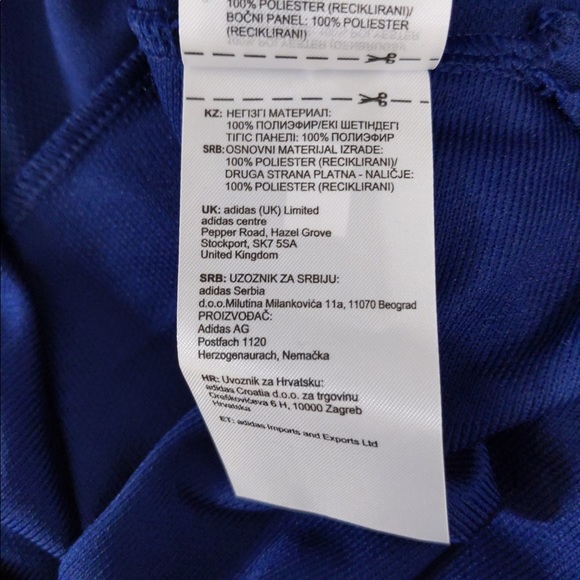 100% POLIESTER (RECIKLIRANI)/
BOČNI PANEL: 100% POLIESTER
(RECIKLIRANI)
KZ: НЕГІЗГІ МАТЕРИАЛ:
100% ПОЛИЭФИР/ЕКІ ШЕТІНДЕГІ
ТІГІС ПАНЕЛІ: 100% ПОЛИЭФИР
SRB: OSNOVNI MATERIJAL IZRADE:
100% POLIESTER (RECIKLIRANI)/
DRUGA STRANA PLATNA - NALIČJE:
100% POLIESTER (RECIKLIRANI)
UK: adidas (UK) Limited
adidas centre
Pepper Road, Hazel Grove
Stockport, SK7 5SA
United Kingdom
SRB: UZOZNIK ZA SRBIJU:
adidas Serbia
d.o.o.Milutina Milankovića 11a, 11070 Beograd
PROIZVOĐAČ:
Adidas AG
Postfach 1120
Herzogenaurach, Nemačka
HR: Uvoznik za Hrvatsku:
adidas Croatia d.o.o. za trgovinu
Draškovićeva 6 H, 10000 Zagreb
Hrvatska
ET: adidas Imports and Exports Ltd